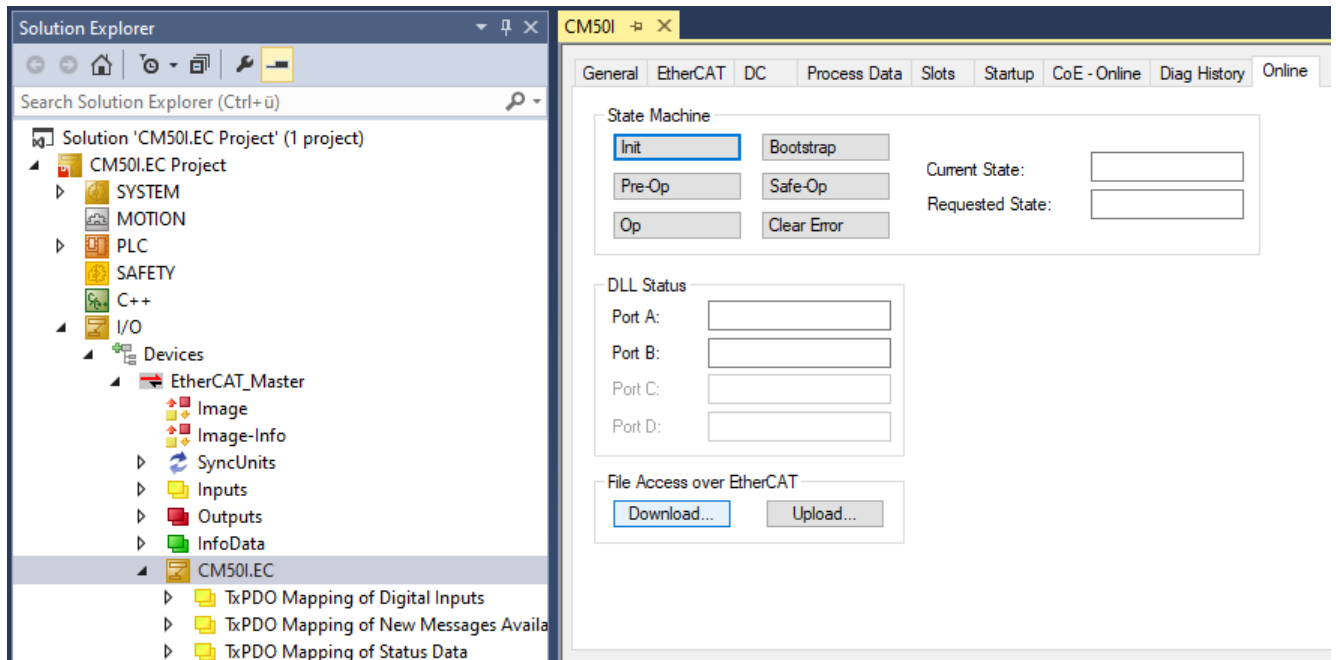 Solution Explorer
Search Solution Explorer (Ctrl+ü)
Solution 'CM50I.EC Project' (1 project)
CM50I.EC Project
SYSTEM
MOTION
PLC
SAFETY
C++
I/O
Devices
EtherCAT_Master
Image
Image-Info
SyncUnits
Inputs
Outputs
InfoData
CM50I.EC
TxPDO Mapping of Digital Inputs
TxPDO Mapping of New Messages Availa
TxPDO Mapping of Status Data
CM50I
General EtherCAT DC Process Data Slots Startup CoE - Online Diag History Online
State Machine
Init Bootstrap
Pre-Op Safe-Op
Op Clear Error
Current State:
Requested State:
DLL Status
Port A:
Port B:
Port C:
Port D:
File Access over EtherCAT
Download... Upload...